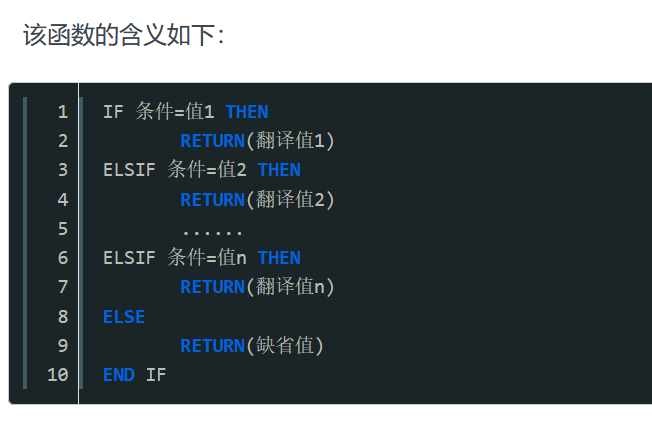 该函数的含义如下：
1 IF 条件=值1 THEN
2 RETURN(翻译值1)
3 ELSIF 条件=值2 THEN
4 RETURN(翻译值2)
5 ......
6 ELSIF 条件=值n THEN
7 RETURN(翻译值n)
8 ELSE
9 RETURN(缺省值)
10 END IF